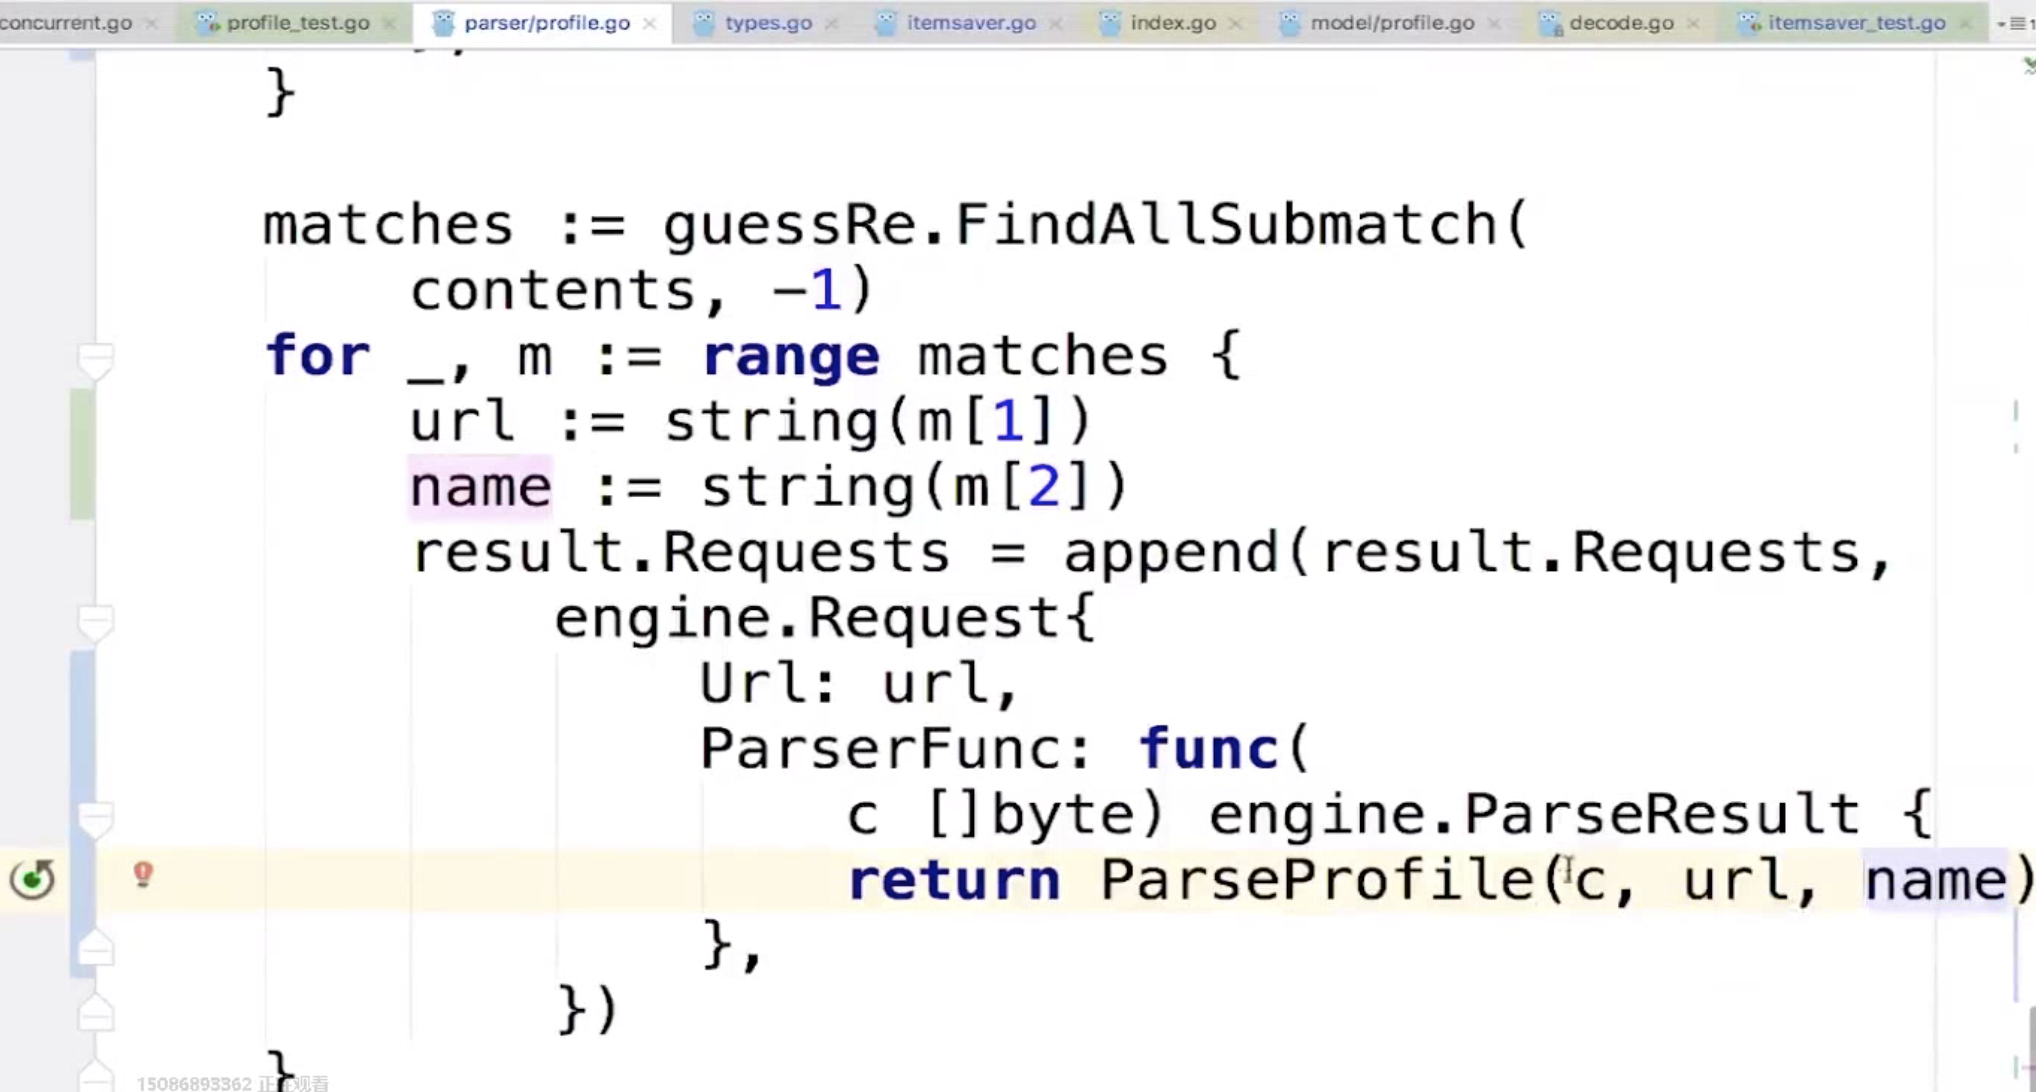 concurrent.go × profile_test.go × parser/profile.go × types.go × itemsaver.go × index.go × model/profile.go × decode.go × itemsaver_test.go ×
}
matches := guessRe.FindAllSubmatch(
contents, -1)
for _, m := range matches {
url := string(m[1])
name := string(m[2])
result.Requests = append(result.Requests,
engine.Request{
Url: url,
ParserFunc: func(
c []byte) engine.ParseResult {
return ParseProfile(c, url, name)
},
})
}
15086893362 正在观看